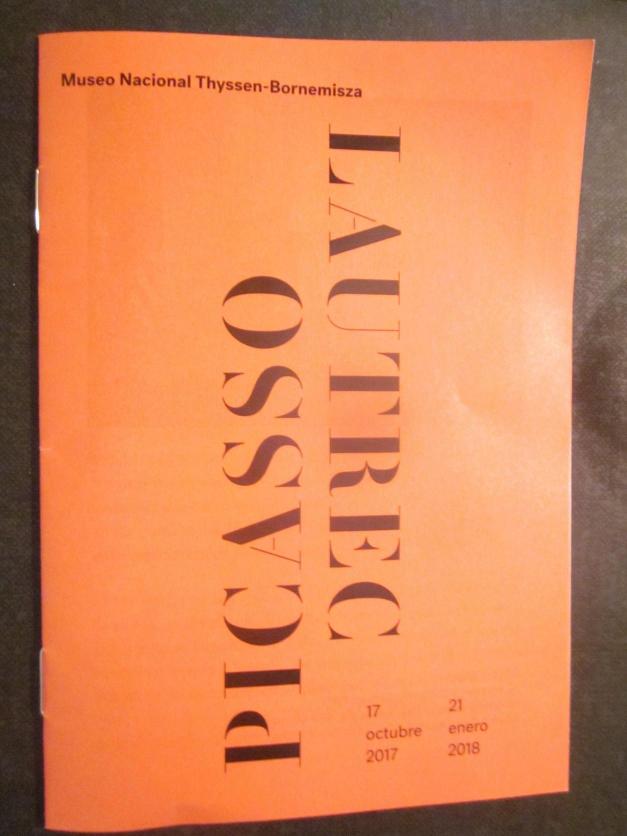 Museo Nacional Thyssen-Bornemisza
PICASSO
LAUTREC
17
octubre
2017
21
enero
2018